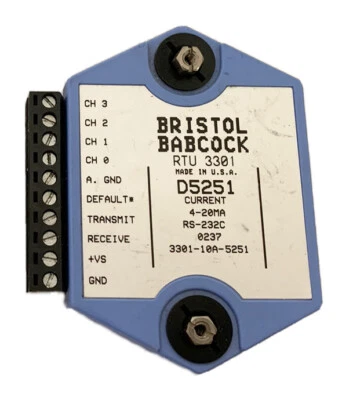 CH 3
CH 2
CH 1
CH 0
A. GND
DEFAULT*
TRANSMIT
RECEIVE
+VS
GND
BRISTOL
BABCOCK
RTU 3301
MADE IN U.S.A.
D5251
CURRENT
4-20MA
RS-232C
0237
3301-10A-5251